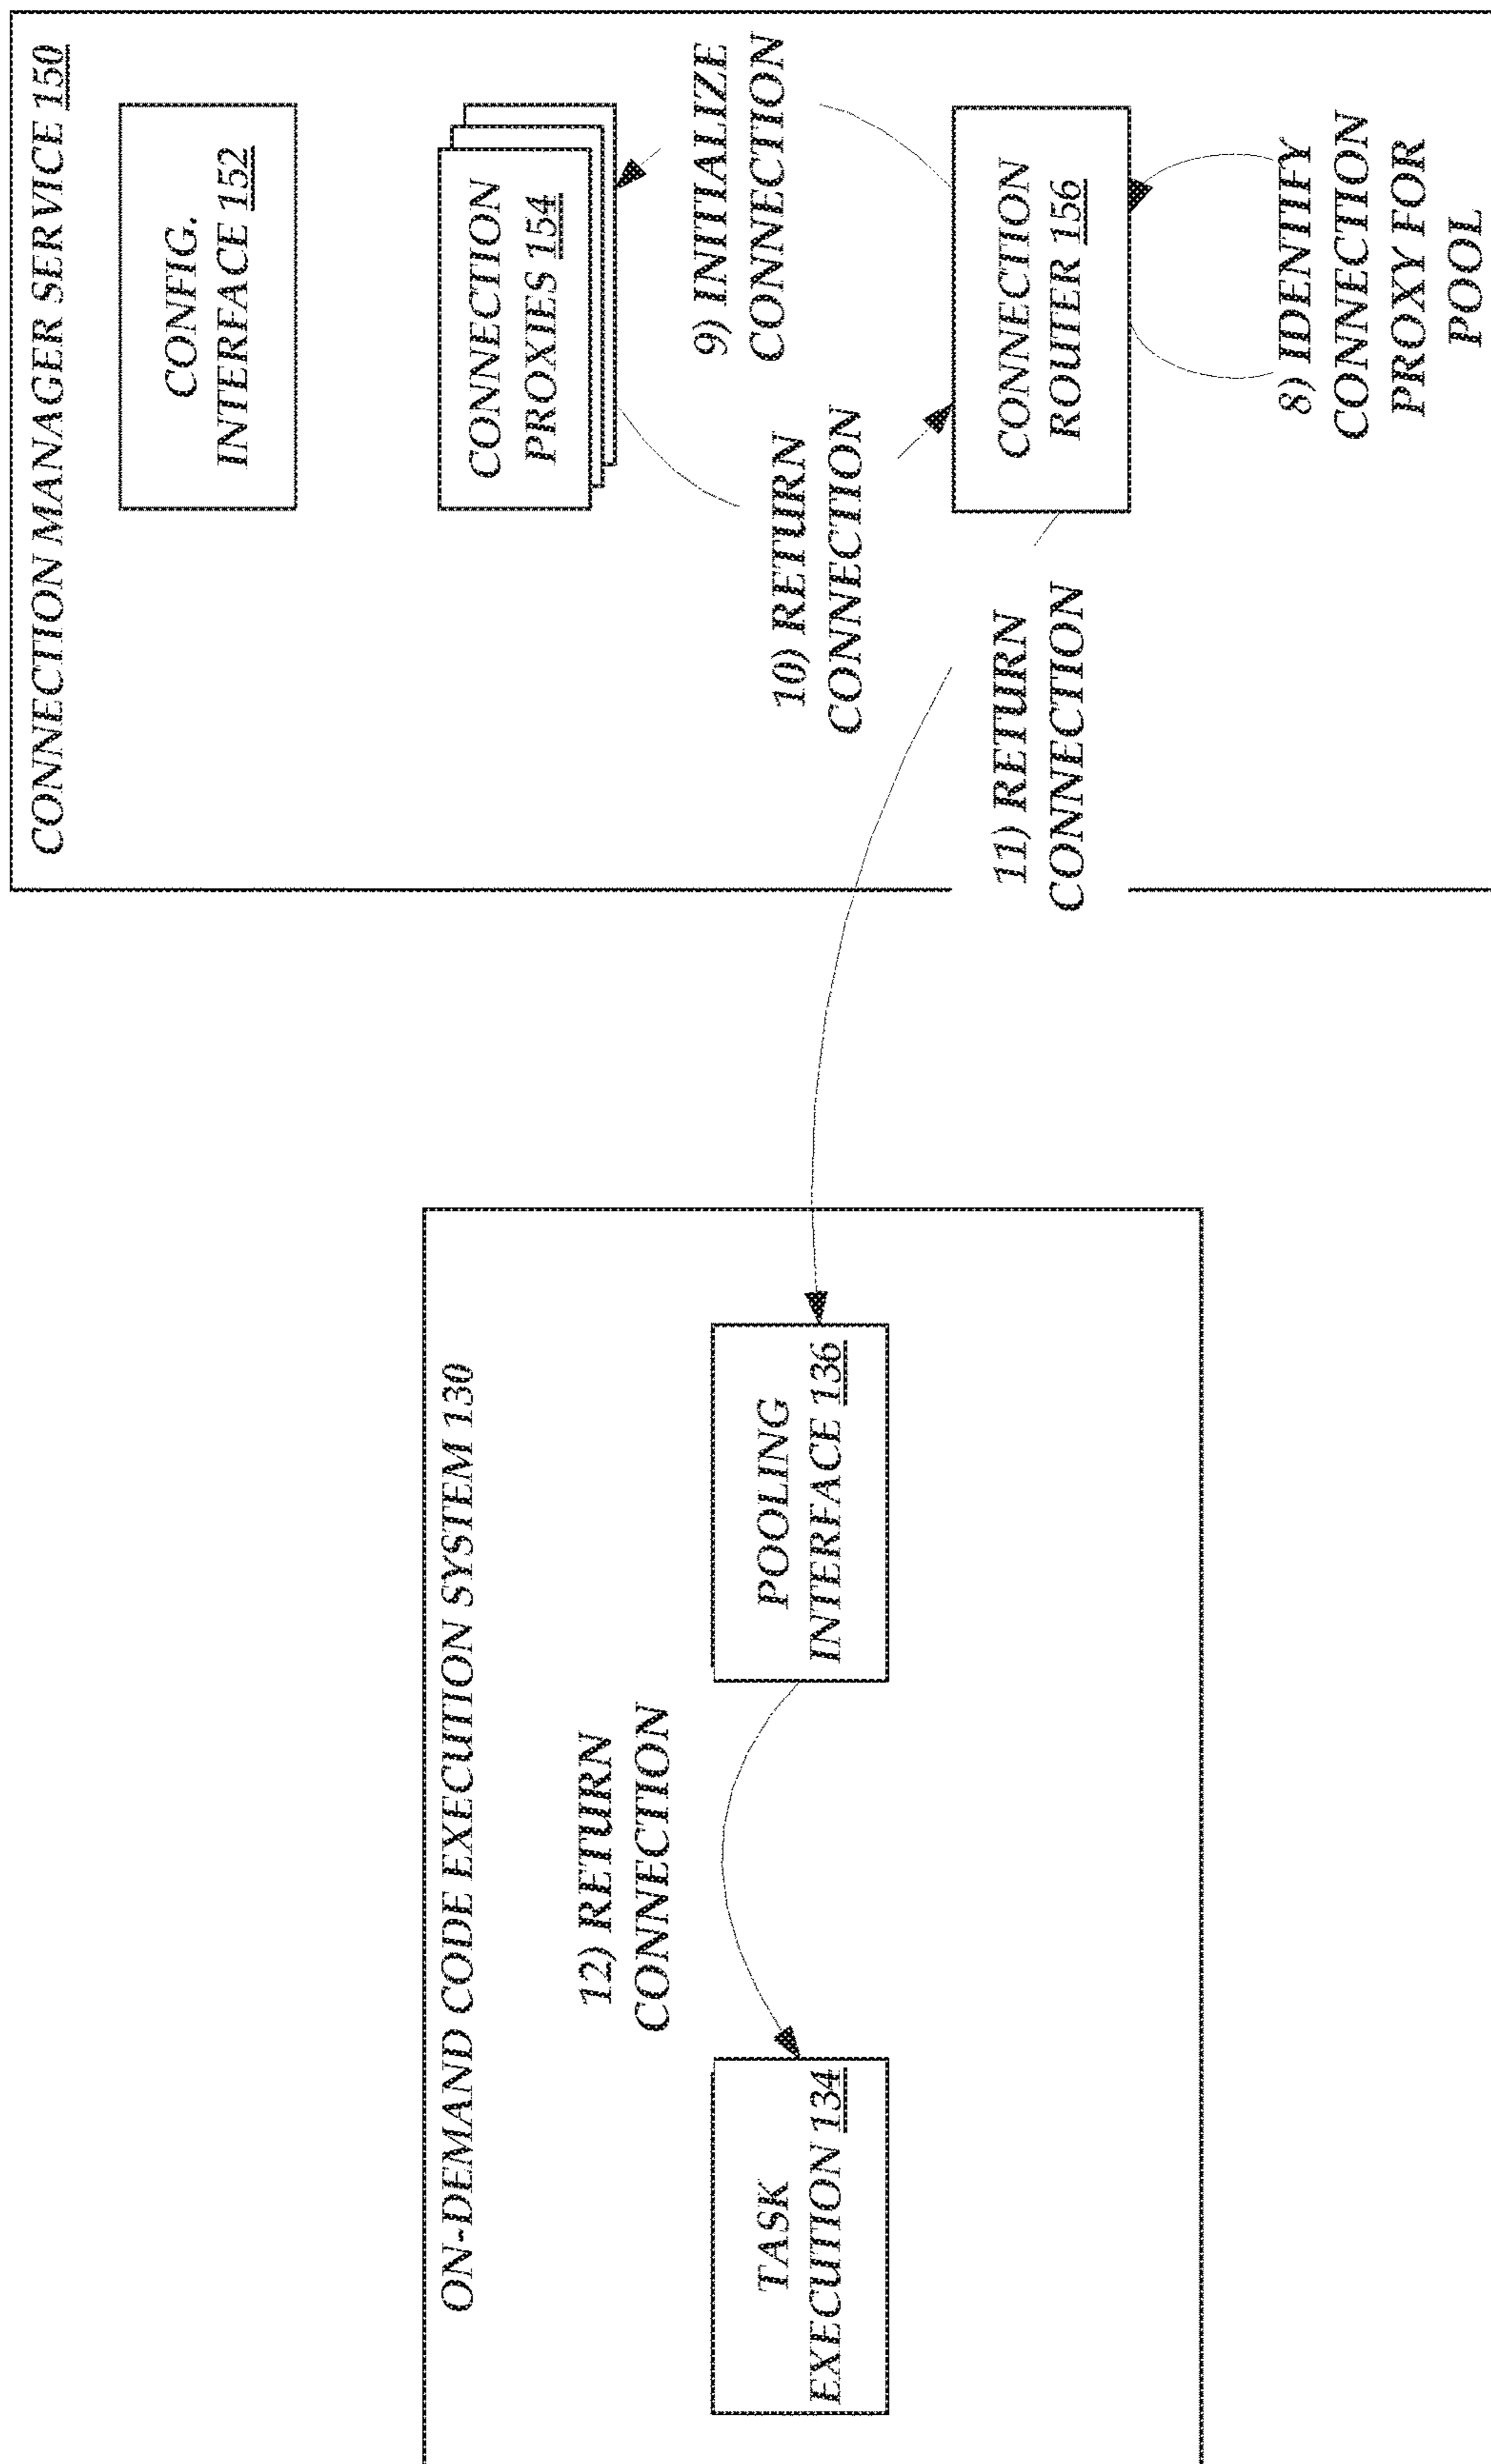 CONNECTION MANAGER SERVICE 150
CONFIG.
INTERFACE 152
CONNECTION
PROXIES 154
9) INITIALIZE
CONNECTION
10) RETURN
CONNECTION
CONNECTION
ROUTER 156
11) RETURN
CONNECTION
8) IDENTIFY
CONNECTION
PROXY FOR
POOL
ON-DEMAND CODE EXECUTION SYSTEM 130
12) RETURN
CONNECTION
TASK
EXECUTION 134
POOLING
INTERFACE 136